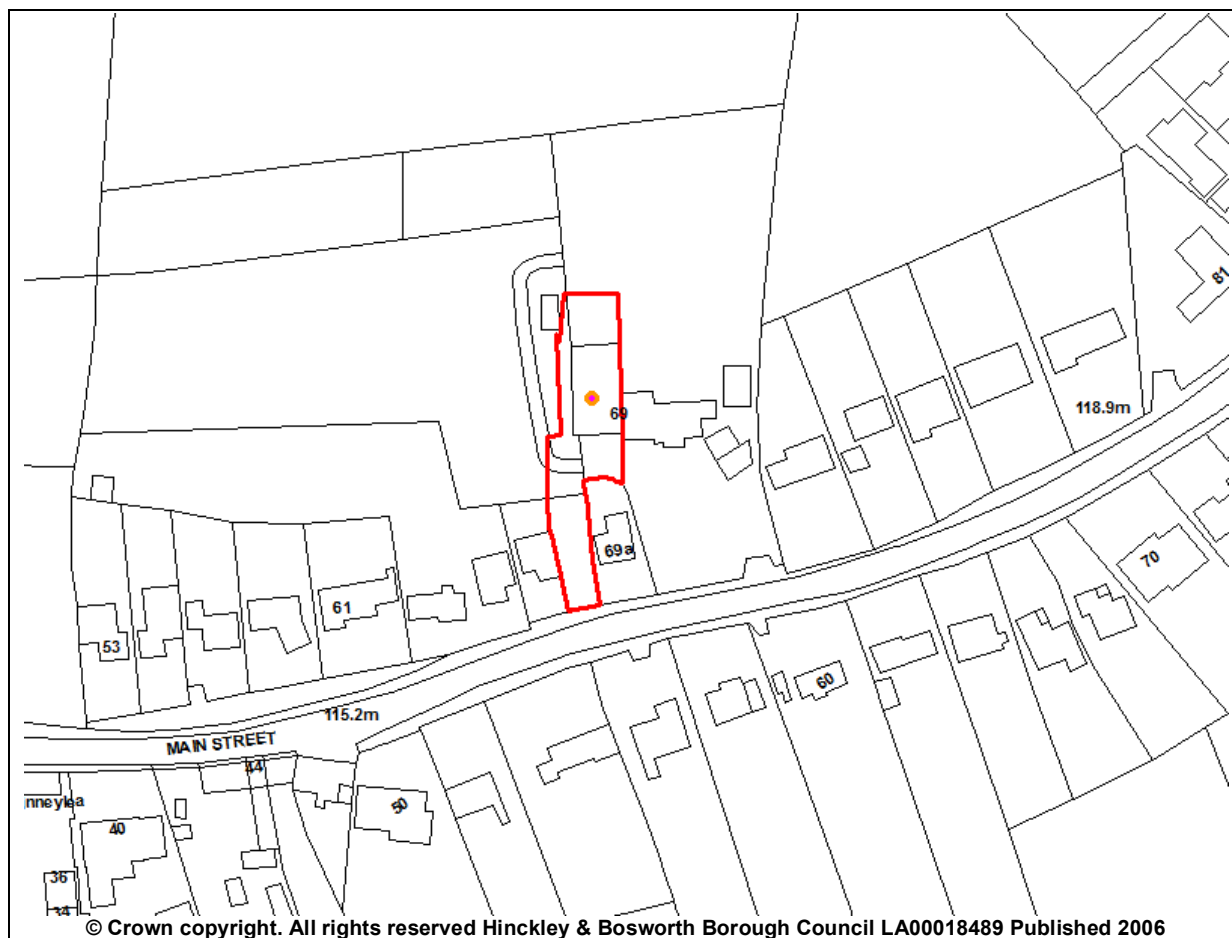 81
69
118.9m
69a
70
61
53
60
115.2m
MAIN STREET
44
nneylea
50
40
36
34
© Crown copyright. All rights reserved Hinckley & Bosworth Borough Council LA00018489 Published 2006